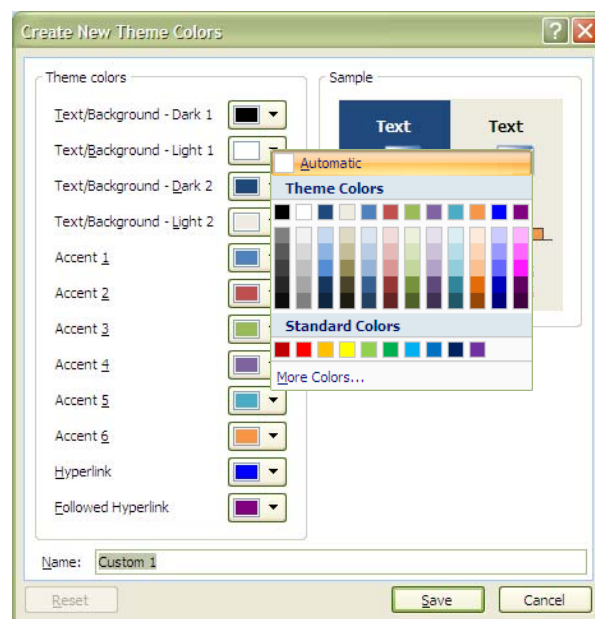 Create New Theme Colors
Theme colors
Text/Background - Dark 1
Text/Background - Light 1
Text/Background - Dark 2
Text/Background - Light 2
Accent 1
Accent 2
Accent 3
Accent 4
Accent 5
Accent 6
Hyperlink
Followed Hyperlink
Sample
Text
Text
Automatic
Theme Colors
Standard Colors
More Colors...
Name: Custom 1
Reset
Save
Cancel